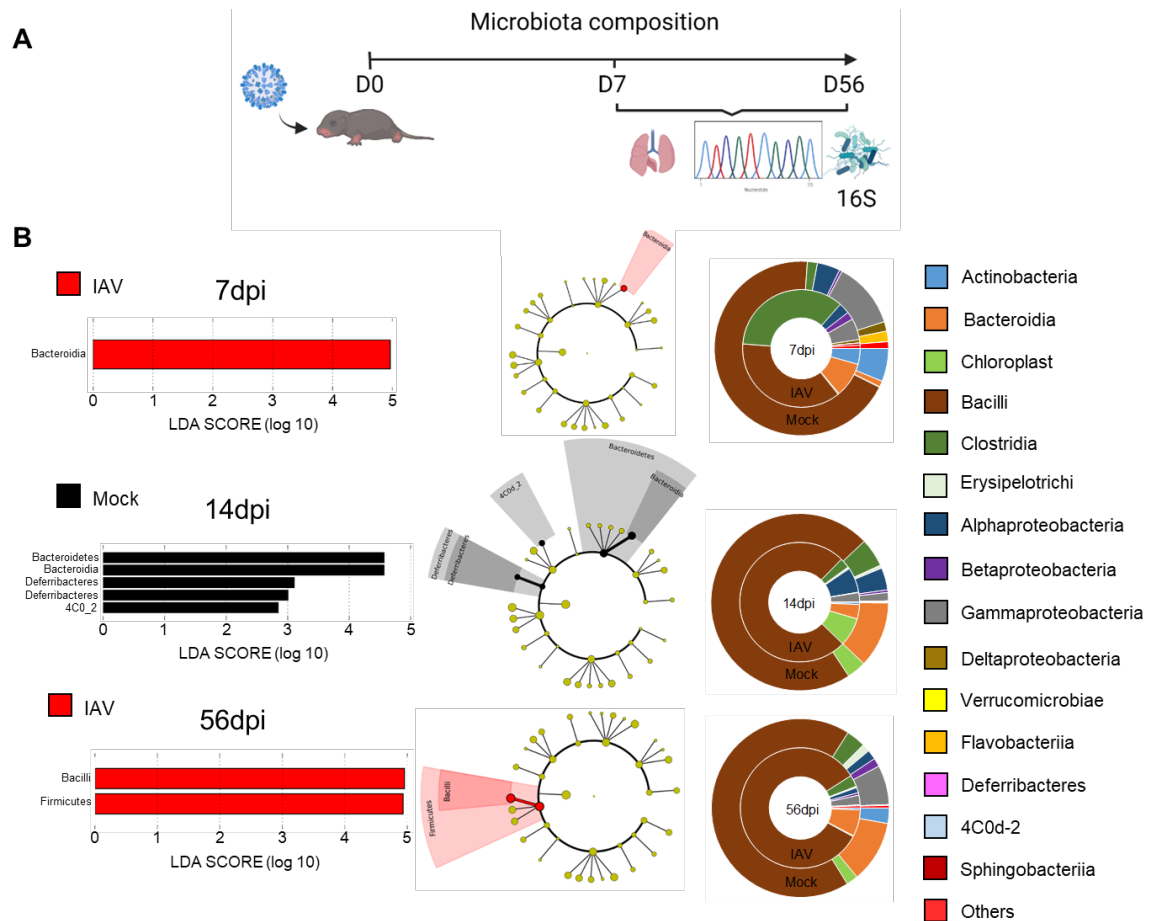 A
Microbiota composition
D0
D7
D56
1
Nucleotide
10
16S
B
IAV
7dpi
Bacteroidia
0 1 2 3 4 5
LDA SCORE (log 10)
Bacteroidia
7dpi
IAV
Mock
Mock
14dpi
Bacteroidetes
Bacteroidia
Deferribacteres
Deferribacteres
4C0_2
0 1 2 3 4 5
LDA SCORE (log 10)
Bacteroidetes
Bacteroidia
4C0d_2
Deferribacteres
Deferribacteres
14dpi
IAV
Mock
IAV
56dpi
Bacilli
Firmicutes
0 1 2 3 4 5
LDA SCORE (log 10)
Bacilli
Firmicutes
56dpi
IAV
Mock
Actinobacteria
Bacteroidia
Chloroplast
Bacilli
Clostridia
Erysipelotrichi
Alphaproteobacteria
Betaproteobacteria
Gammaproteobacteria
Deltaproteobacteria
Verrucomicrobiae
Flavobacteriia
Deferribacteres
4C0d-2
Sphingobacteriia
Others